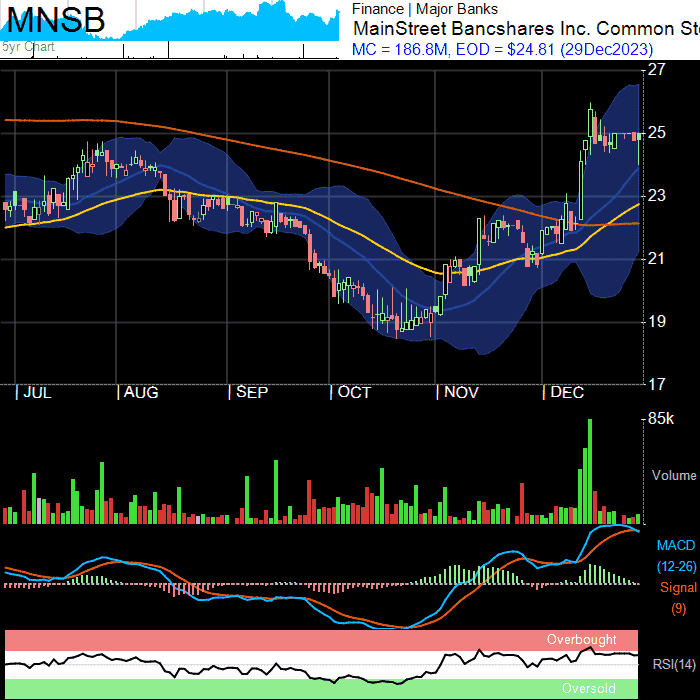 MNSB
5yr Chart
Finance | Major Banks
MainStreet Bancshares Inc. Common St
MC = 186.8M, EOD = $24.81 (29Dec2023)
27
25
23
21
19
17
| JUL | AUG | SEP | OCT | NOV | DEC
85k
Volume
MACD
(12-26)
Signal
(9)
Overbought
RSI(14)
Oversold